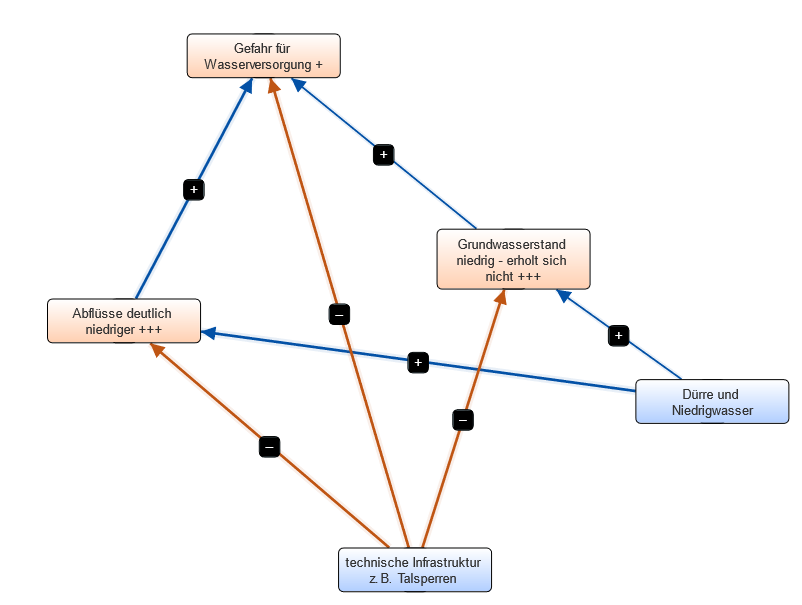 Gefahr für
Wasserversorgung +
+
+
Grundwasserstand
niedrig - erholt sich
nicht +++
Abflüsse deutlich
niedriger +++
–
+
+
Dürre und
Niedrigwasser
–
–
technische Infrastruktur
z. B. Talsperren